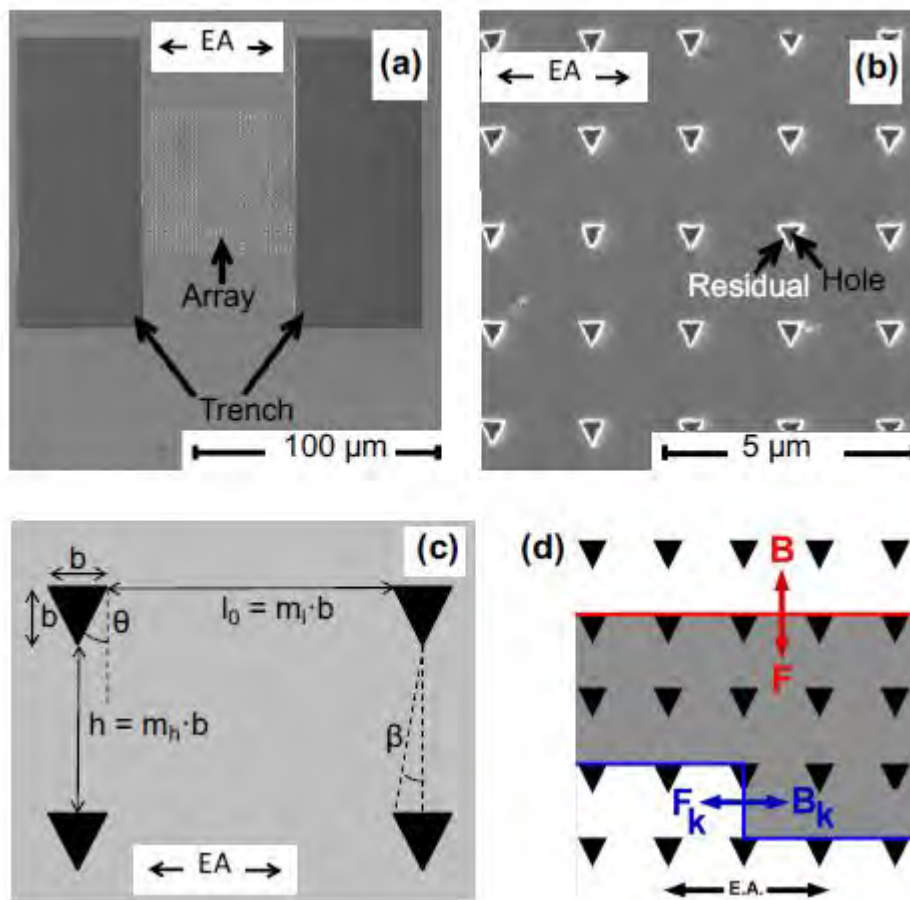 ← EA →
(a)
Array
Trench
100 µm
← EA →
(b)
Residual
Hole
5 µm
(c)
b
b
θ
l₀ = mₗ·b
h = mₕ·b
β
← EA →
(d)
B
F
Fₖ
Bₖ
E.A.